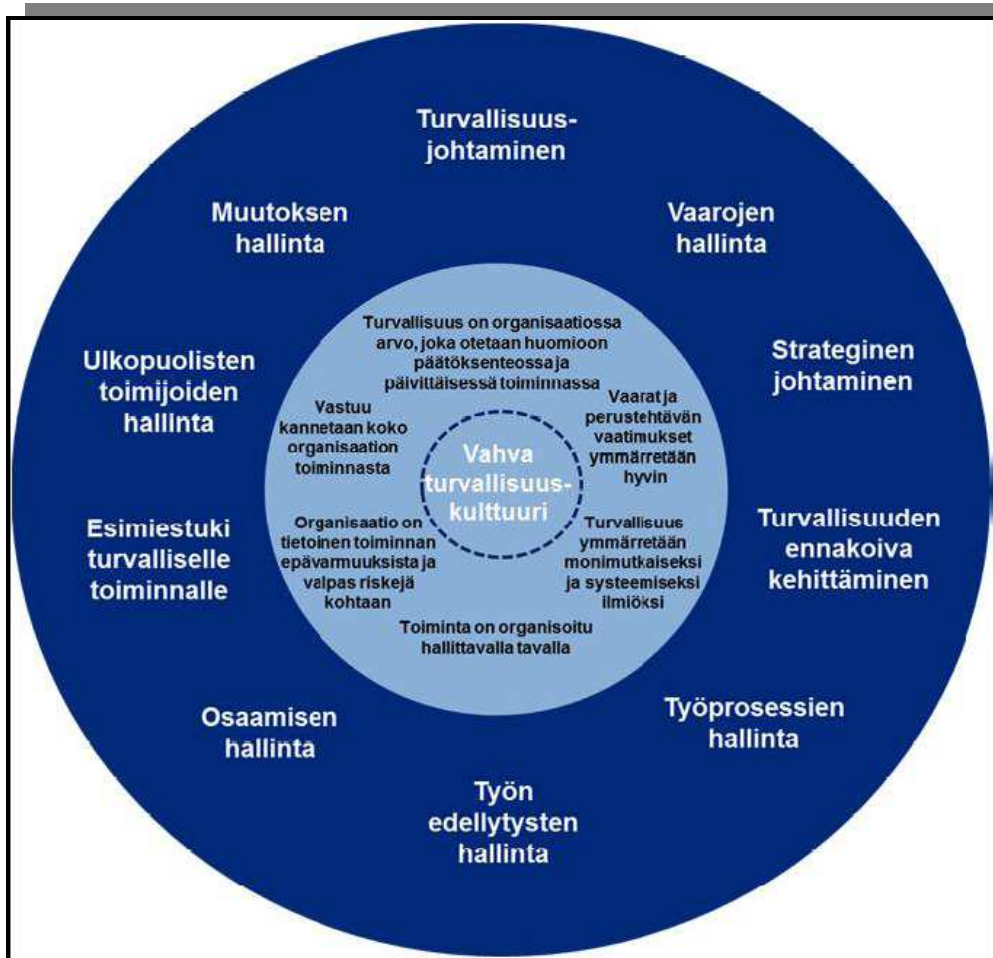 Turvallisuus-
johtaminen
Vaarojen
hallinta
Strateginen
johtaminen
Turvallisuuden
ennakoiva
kehittäminen
Työprosessien
hallinta
Työn
edellytysten
hallinta
Osaamisen
hallinta
Esimiestuki
turvalliselle
toiminnalle
Ulkopuolisten
toimijoiden
hallinta
Muutoksen
hallinta
Turvallisuus on organisaatiossa
arvo, joka otetaan huomioon
päätöksenteossa ja
päivittäisessä toiminnassa
Vaarat ja
perustehtävän
vaatimukset
ymmärretään
hyvin
Turvallisuus
ymmärretään
monimutkaiseksi
ja systeemiseksi
ilmiöksi
Toiminta on organisoitu
hallittavalla tavalla
Organisaatio on
tietoinen toiminnan
epävarmuuksista ja
valpas riskejä
kohtaan
Vastuu
kannetaan koko
organisaation
toiminnasta
Vahva
turvallisuus-
kulttuuri